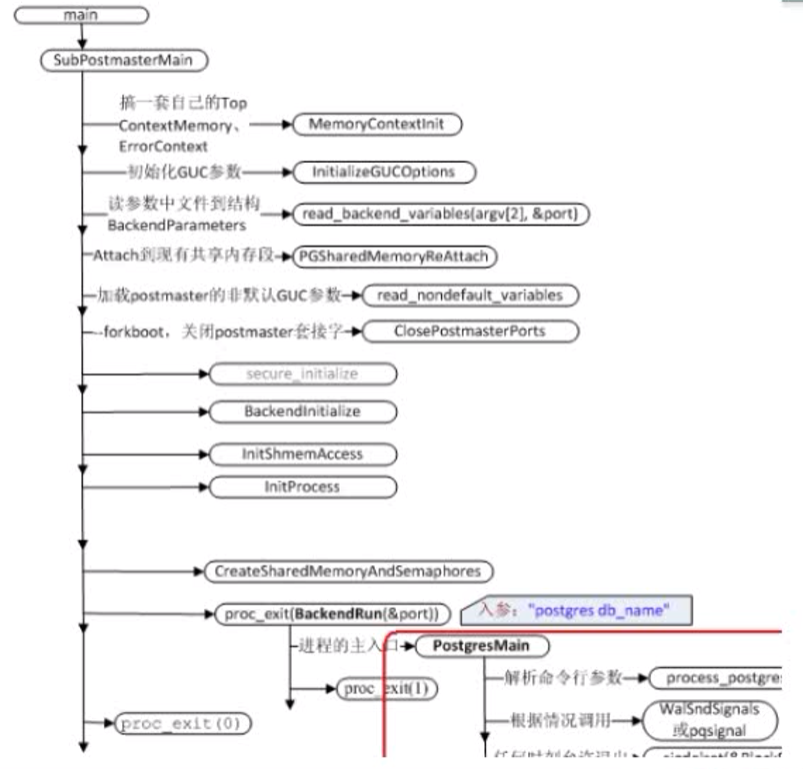 main
SubPostmasterMain
搞一套自己的Top
ContextMemory、
ErrorContext
MemoryContextInit
初始化GUC参数
InitializeGUCOptions
读参数中文件到结构
BackendParameters
read_backend_variables(argv[2], &port)
Attach到现有共享内存段
PGSharedMemoryReAttach
加载postmaster的非默认GUC参数
read_nondefault_variables
--forkboot，关闭postmaster套接字
ClosePostmasterPorts
secure_initialize
BackendInitialize
InitShmemAccess
InitProcess
CreateSharedMemoryAndSemaphores
proc_exit(BackendRun(&port))
入参："postgres db_name"
进程的主入口
PostgresMain
解析命令行参数
process_postgre
proc_exit(1)
根据情况调用
WalSndSignals
或pqsignal
proc_exit(0)